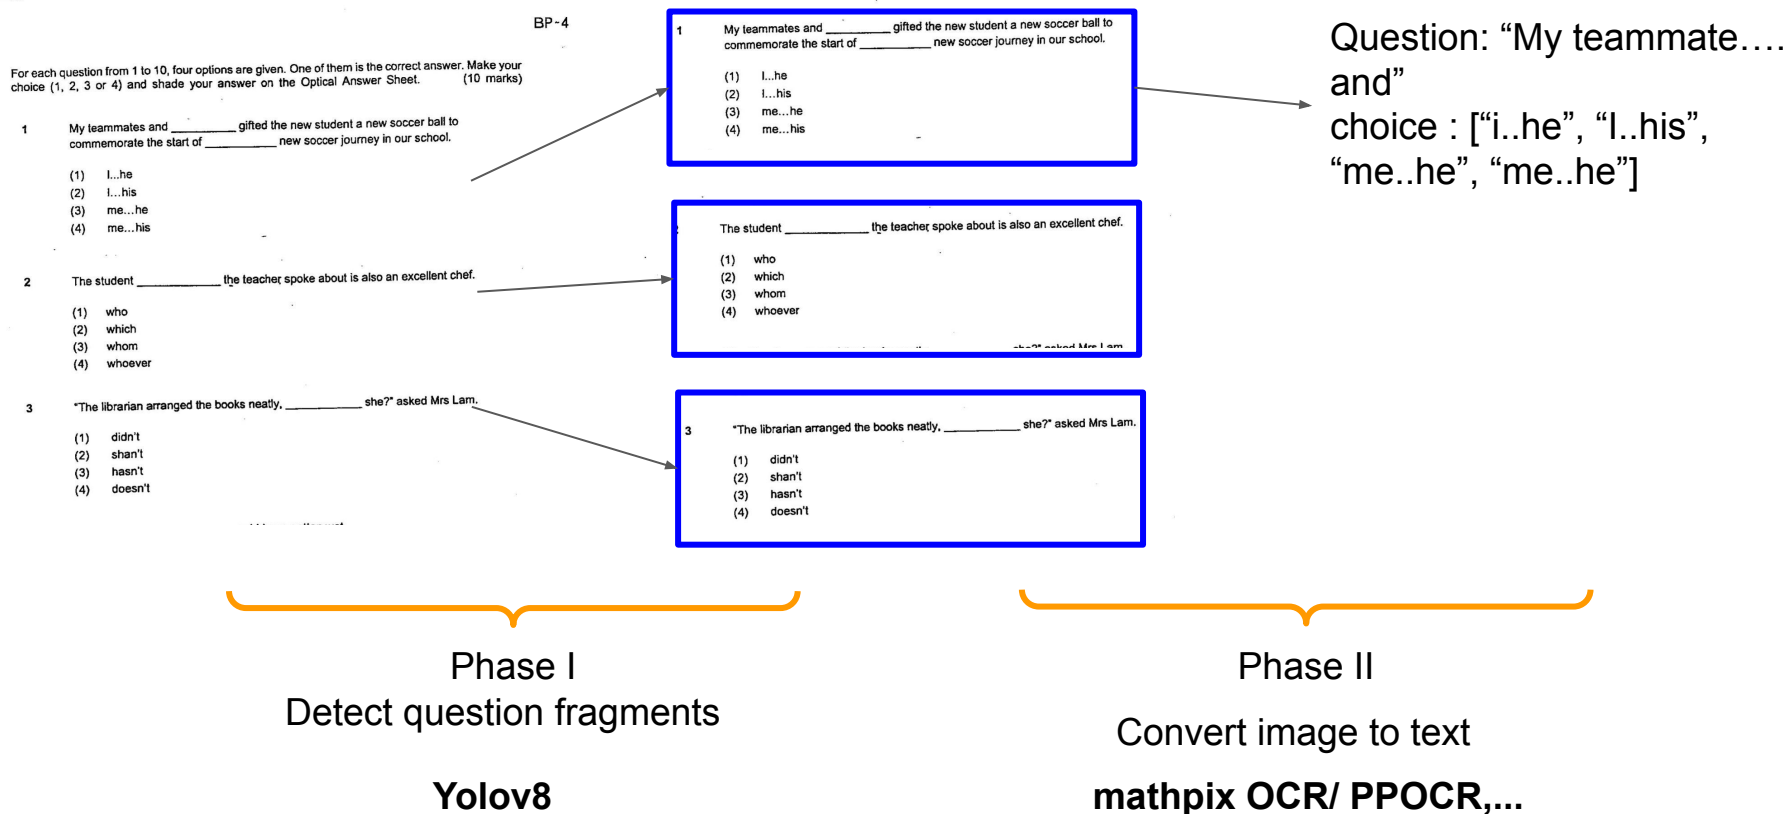 BP-4
For each question from 1 to 10, four options are given. One of them is the correct answer. Make your
choice (1, 2, 3 or 4) and shade your answer on the Optical Answer Sheet. (10 marks)
1 My teammates and __________ gifted the new student a new soccer ball to
commemorate the start of __________ new soccer journey in our school.
(1) I...he
(2) I...his
(3) me...he
(4) me...his
2 The student __________ the teacher spoke about is also an excellent chef.
(1) who
(2) which
(3) whom
(4) whoever
3 "The librarian arranged the books neatly, __________ she?" asked Mrs Lam.
(1) didn't
(2) shan't
(3) hasn't
(4) doesn't
1 My teammates and __________ gifted the new student a new soccer ball to
commemorate the start of __________ new soccer journey in our school.
(1) I...he
(2) I...his
(3) me...he
(4) me...his
The student __________ the teacher spoke about is also an excellent chef.
(1) who
(2) which
(3) whom
(4) whoever
she?" asked Mrs Lam
3 "The librarian arranged the books neatly, __________ she?" asked Mrs Lam.
(1) didn't
(2) shan't
(3) hasn't
(4) doesn't
Question: “My teammate….
and”
choice : [“i..he”, “I..his”,
“me..he”, “me..he”]
Phase I
Detect question fragments
Yolov8
Phase II
Convert image to text
mathpix OCR/ PPOCR,...